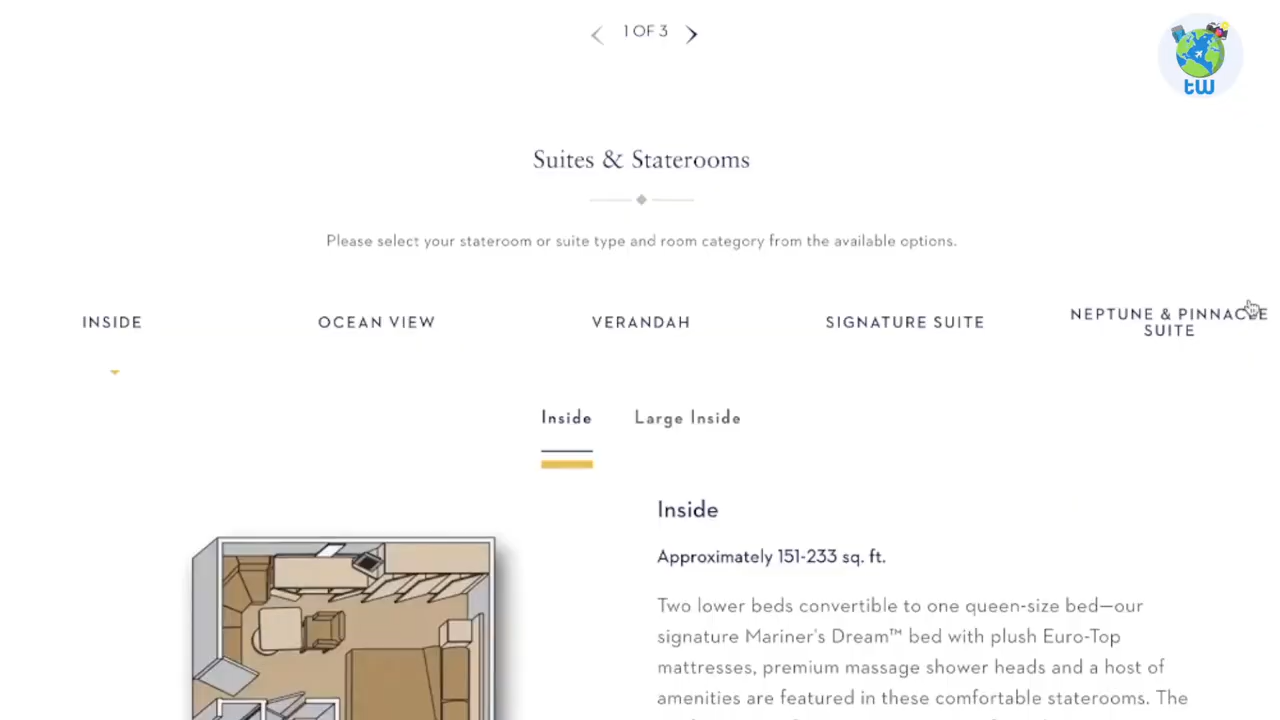 1 OF 3
tw
Suites & Staterooms
Please select your stateroom or suite type and room category from the available options.
INSIDE
OCEAN VIEW
VERANDAH
SIGNATURE SUITE
NEPTUNE & PINNACLE
SUITE
Inside
Large Inside
Inside
Approximately 151-233 sq. ft.
Two lower beds convertible to one queen-size bed—our
signature Mariner's Dream™ bed with plush Euro-Top
mattresses, premium massage shower heads and a host of
amenities are featured in these comfortable staterooms. The